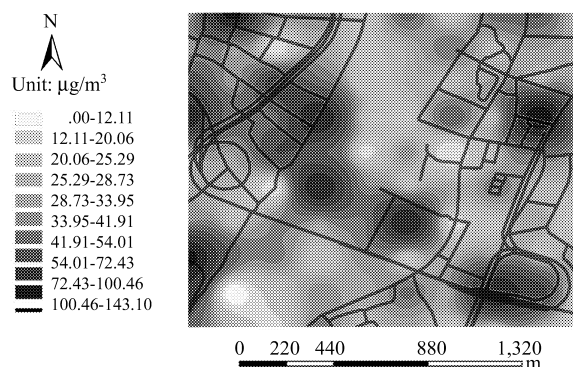 N
Unit: μg/m³
.00-12.11
12.11-20.06
20.06-25.29
25.29-28.73
28.73-33.95
33.95-41.91
41.91-54.01
54.01-72.43
72.43-100.46
100.46-143.10
0 220 440 880 1,320
m